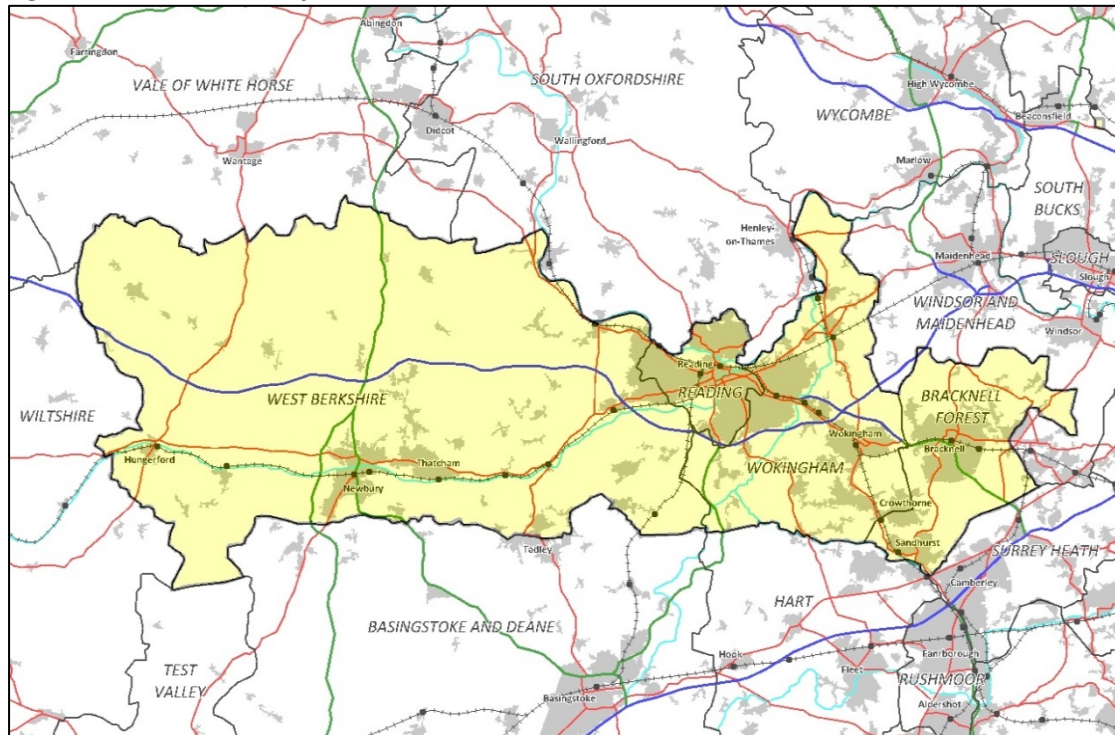 Abingdon
Farringdon
VALE OF WHITE HORSE
SOUTH OXFORDSHIRE
High Wycombe
WYCOMBE
Beaconsfield
Didcot
Wallingford
Wantage
Marlow
SOUTH
BUCKS
Henley-
on-Thames
Maidenhead
SLOUGH
Slough
WINDSOR AND
MAIDENHEAD
Windsor
Reading
READING
WEST BERKSHIRE
BRACKNELL
FOREST
WILTSHIRE
Hungerford
Thatcham
Newbury
Wokingham
WOKINGHAM
Bracknell
Crowthorne
Sandhurst
Tadley
SURREY HEATH
Camberley
HART
BASINGSTOKE AND DEANE
TEST
VALLEY
Hook
Fleet
Farnborough
RUSHMOOR
Basingstoke
Aldershot